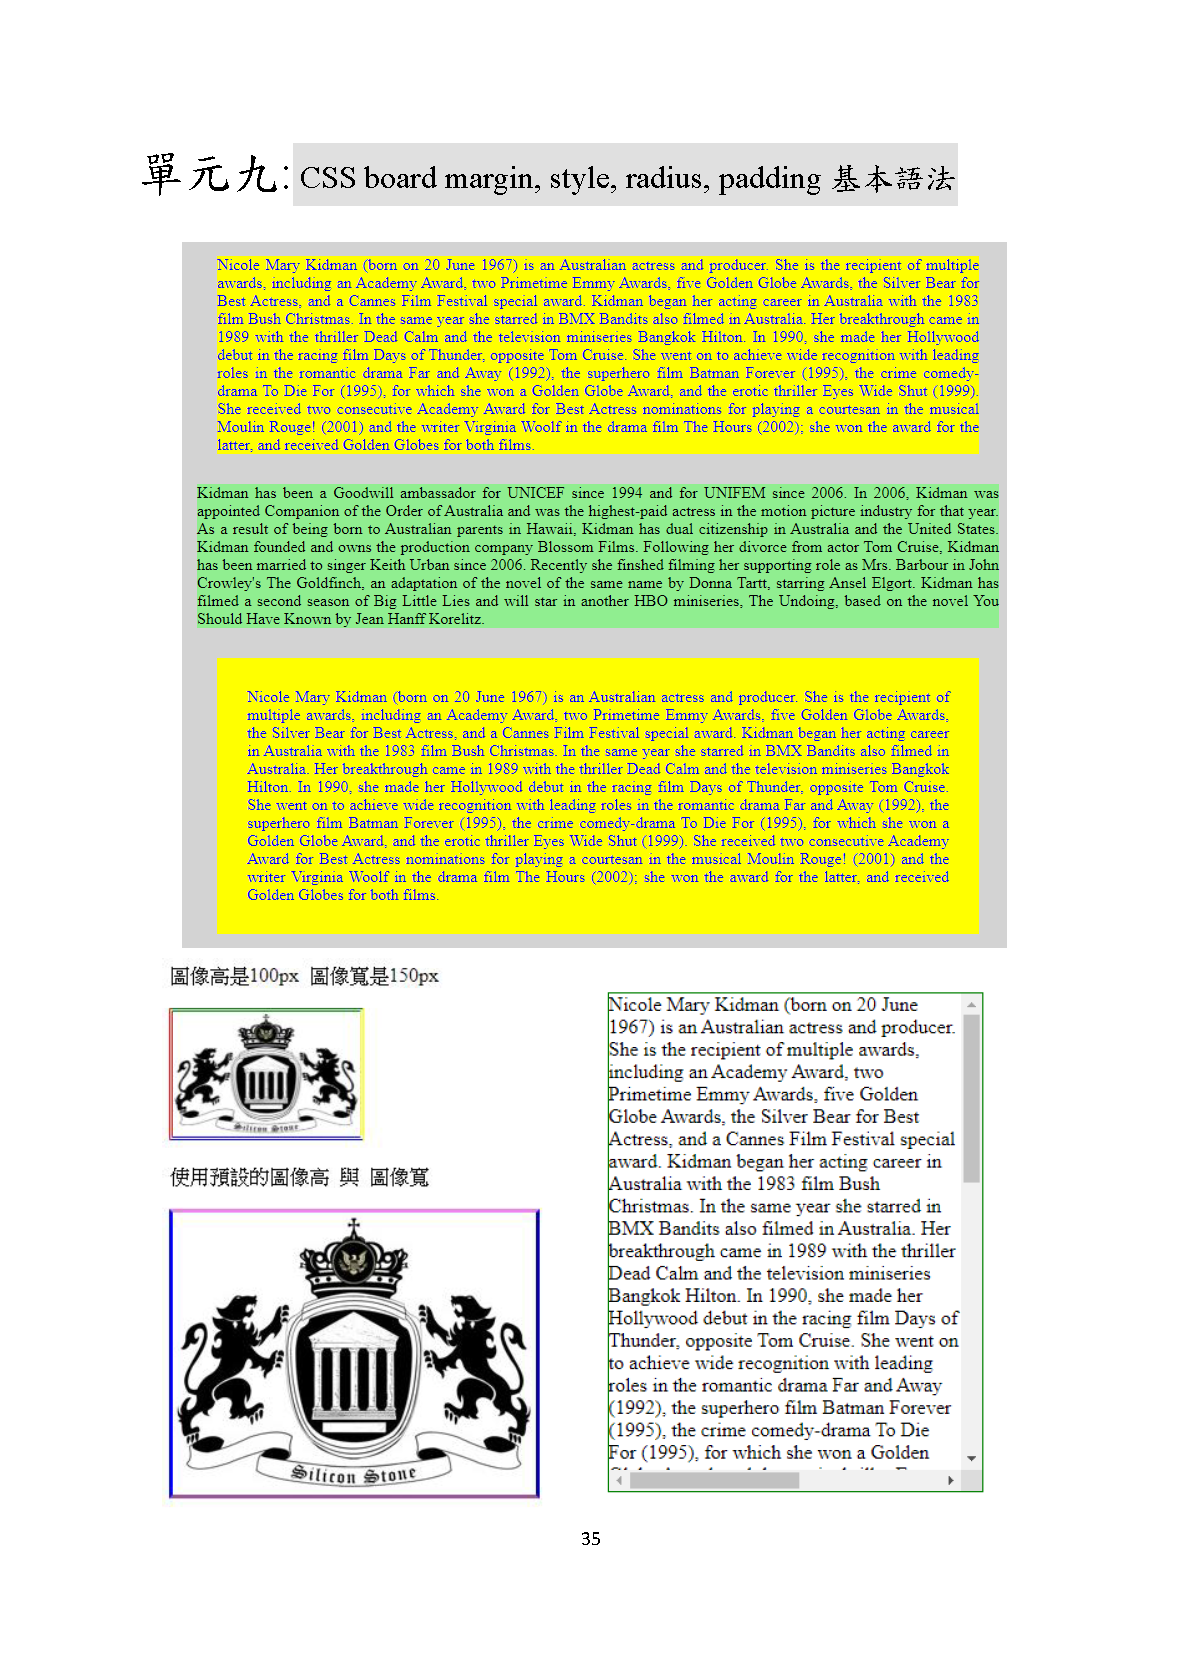 單元九: CSS board margin, style, radius, padding 基本語法
Nicole Mary Kidman (born on 20 June 1967) is an Australian actress and producer. She is the recipient of multiple
awards, including an Academy Award, two Primetime Emmy Awards, five Golden Globe Awards, the Silver Bear for
Best Actress, and a Cannes Film Festival special award. Kidman began her acting career in Australia with the 1983
film Bush Christmas. In the same year she starred in BMX Bandits also filmed in Australia. Her breakthrough came in
1989 with the thriller Dead Calm and the television miniseries Bangkok Hilton. In 1990, she made her Hollywood
debut in the racing film Days of Thunder, opposite Tom Cruise. She went on to achieve wide recognition with leading
roles in the romantic drama Far and Away (1992), the superhero film Batman Forever (1995), the crime comedy-
drama To Die For (1995), for which she won a Golden Globe Award, and the erotic thriller Eyes Wide Shut (1999).
She received two consecutive Academy Award for Best Actress nominations for playing a courtesan in the musical
Moulin Rouge! (2001) and the writer Virginia Woolf in the drama film The Hours (2002); she won the award for the
latter, and received Golden Globes for both films.
Kidman has been a Goodwill ambassador for UNICEF since 1994 and for UNIFEM since 2006. In 2006, Kidman was
appointed Companion of the Order of Australia and was the highest-paid actress in the motion picture industry for that year.
As a result of being born to Australian parents in Hawaii, Kidman has dual citizenship in Australia and the United States.
Kidman founded and owns the production company Blossom Films. Following her divorce from actor Tom Cruise, Kidman
has been married to singer Keith Urban since 2006. Recently she finshed filming her supporting role as Mrs. Barbour in John
Crowley's The Goldfinch, an adaptation of the novel of the same name by Donna Tartt, starring Ansel Elgort. Kidman has
filmed a second season of Big Little Lies and will star in another HBO miniseries, The Undoing, based on the novel You
Should Have Known by Jean Hanff Korelitz.
Nicole Mary Kidman (born on 20 June 1967) is an Australian actress and producer. She is the recipient of
multiple awards, including an Academy Award, two Primetime Emmy Awards, five Golden Globe Awards,
the Silver Bear for Best Actress, and a Cannes Film Festival special award. Kidman began her acting career
in Australia with the 1983 film Bush Christmas. In the same year she starred in BMX Bandits also filmed in
Australia. Her breakthrough came in 1989 with the thriller Dead Calm and the television miniseries Bangkok
Hilton. In 1990, she made her Hollywood debut in the racing film Days of Thunder, opposite Tom Cruise.
She went on to achieve wide recognition with leading roles in the romantic drama Far and Away (1992), the
superhero film Batman Forever (1995), the crime comedy-drama To Die For (1995), for which she won a
Golden Globe Award, and the erotic thriller Eyes Wide Shut (1999). She received two consecutive Academy
Award for Best Actress nominations for playing a courtesan in the musical Moulin Rouge! (2001) and the
writer Virginia Woolf in the drama film The Hours (2002); she won the award for the latter, and received
Golden Globes for both films.
圖像高是100px 圖像寬是150px
Silicon Stone
使用預設的圖像高 與 圖像寬
Silicon Stone
Nicole Mary Kidman (born on 20 June
1967) is an Australian actress and producer.
She is the recipient of multiple awards,
including an Academy Award, two
Primetime Emmy Awards, five Golden
Globe Awards, the Silver Bear for Best
Actress, and a Cannes Film Festival special
award. Kidman began her acting career in
Australia with the 1983 film Bush
Christmas. In the same year she starred in
BMX Bandits also filmed in Australia. Her
breakthrough came in 1989 with the thriller
Dead Calm and the television miniseries
Bangkok Hilton. In 1990, she made her
Hollywood debut in the racing film Days of
Thunder, opposite Tom Cruise. She went on
to achieve wide recognition with leading
roles in the romantic drama Far and Away
(1992), the superhero film Batman Forever
(1995), the crime comedy-drama To Die
For (1995), for which she won a Golden
35